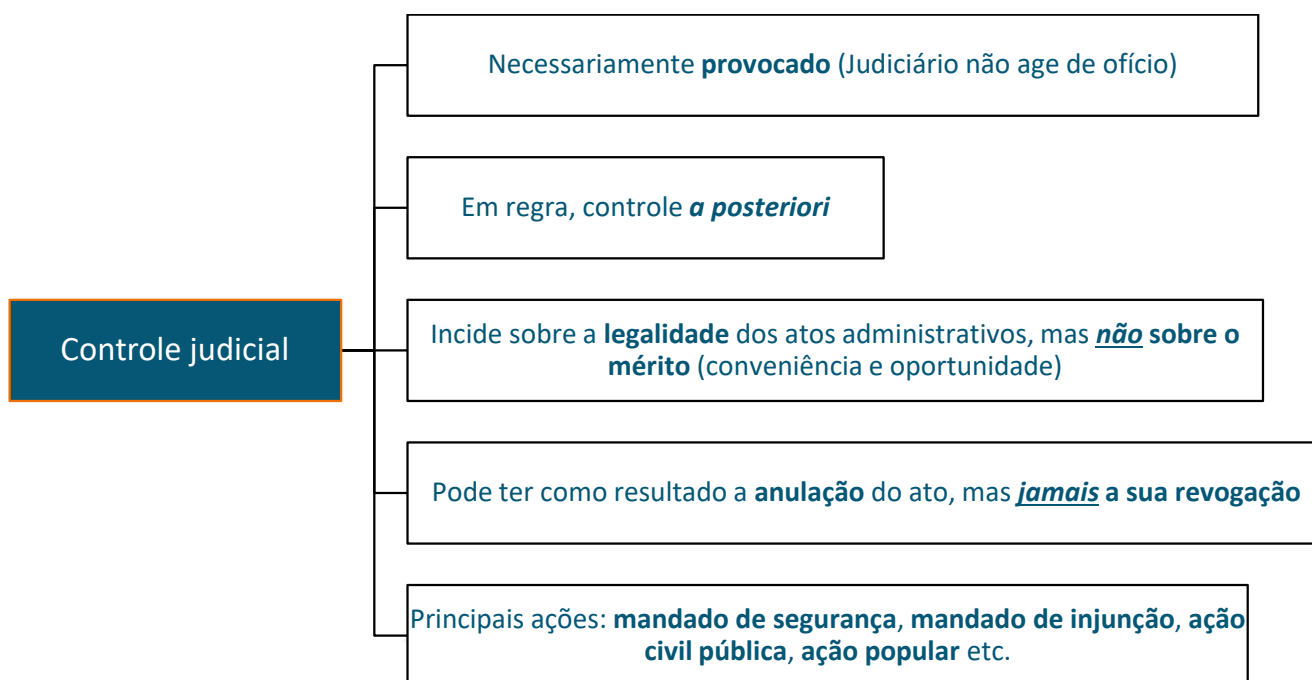 Necessariamente provocado (Judiciário não age de ofício)
Em regra, controle a posteriori
Controle judicial
Incide sobre a legalidade dos atos administrativos, mas não sobre o
mérito (conveniência e oportunidade)
Pode ter como resultado a anulação do ato, mas jamais a sua revogação
Principais ações: mandado de segurança, mandado de injunção, ação
civil pública, ação popular etc.